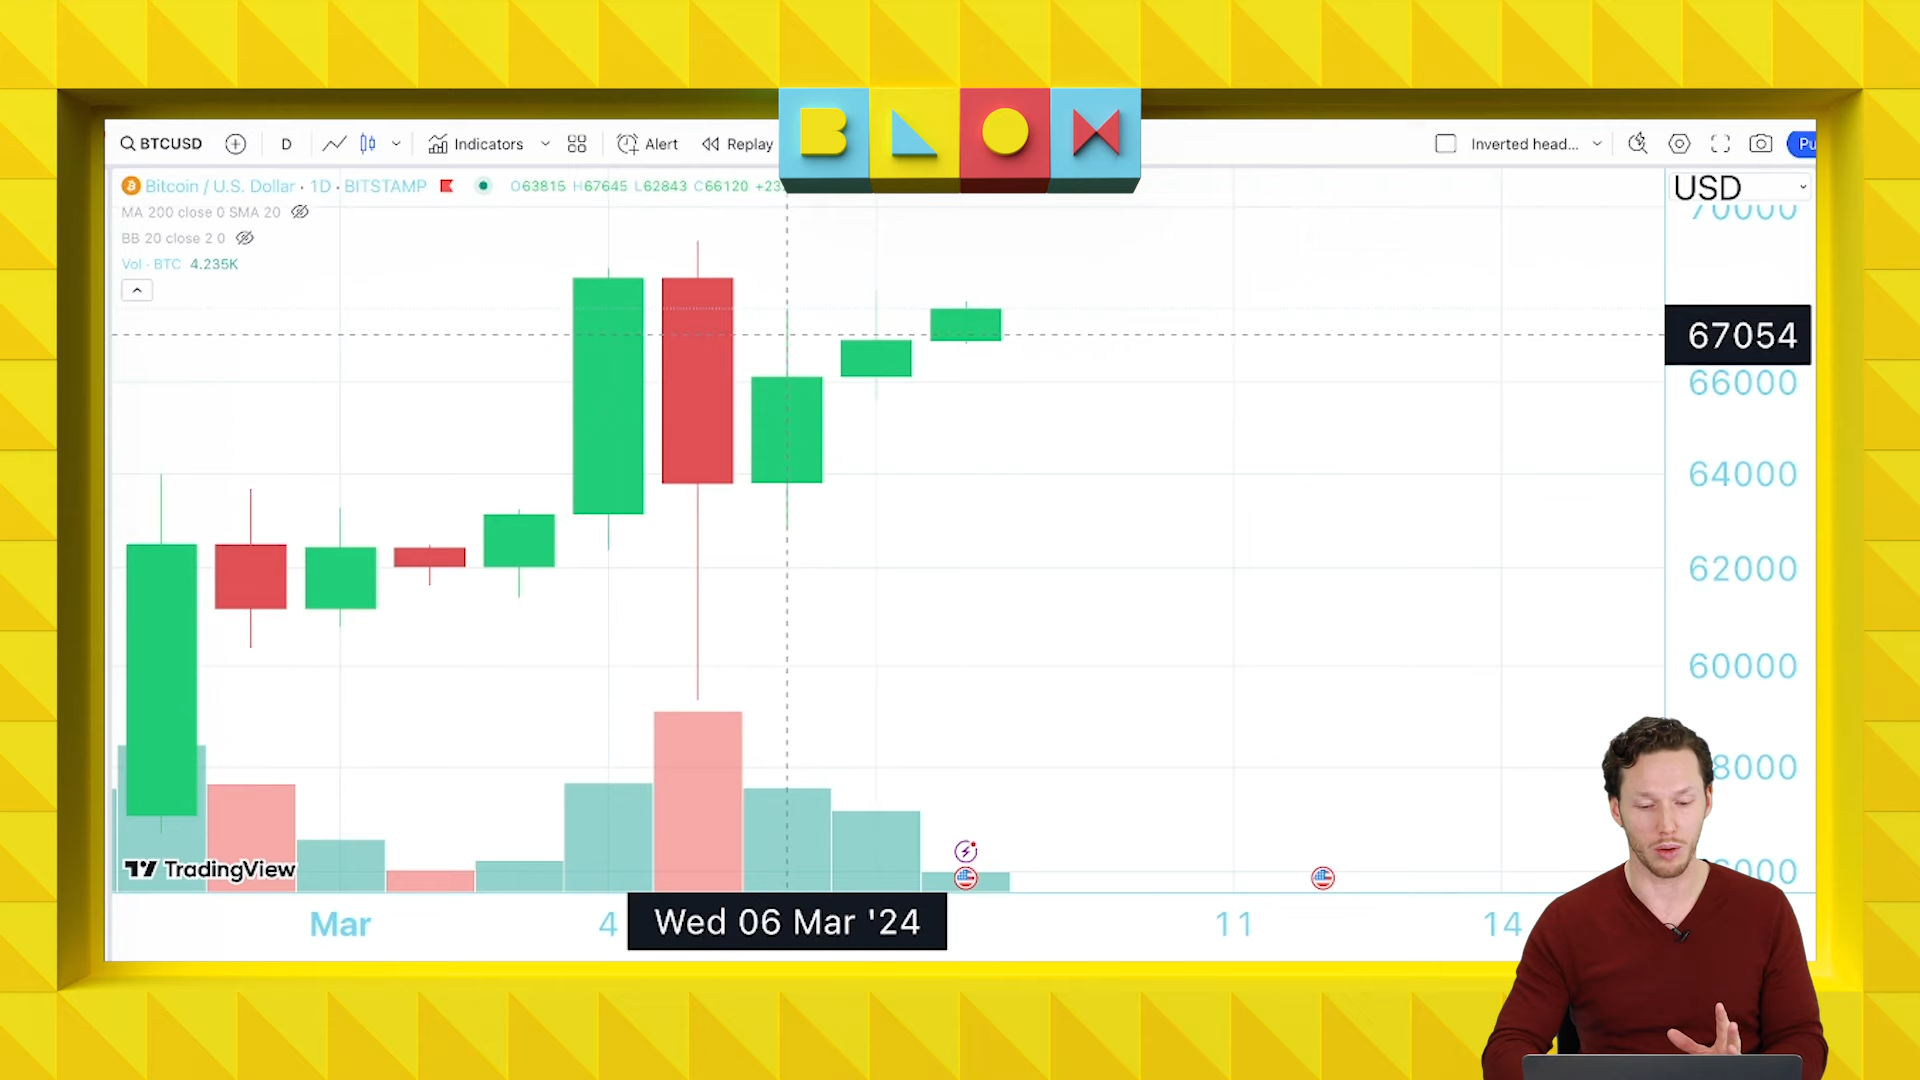 BLOX
BTCUSD
D
Indicators
Alert
Replay
Inverted head...
Bitcoin / U.S. Dollar · 1D · BITSTAMP
O63815 H67645 L62843 C66120
MA 200 close 0 SMA 20
BB 20 close 2 0
Vol · BTC 4.235K
USD
70000
67054
66000
64000
62000
60000
TradingView
Mar
4
Wed 06 Mar '24
11
14